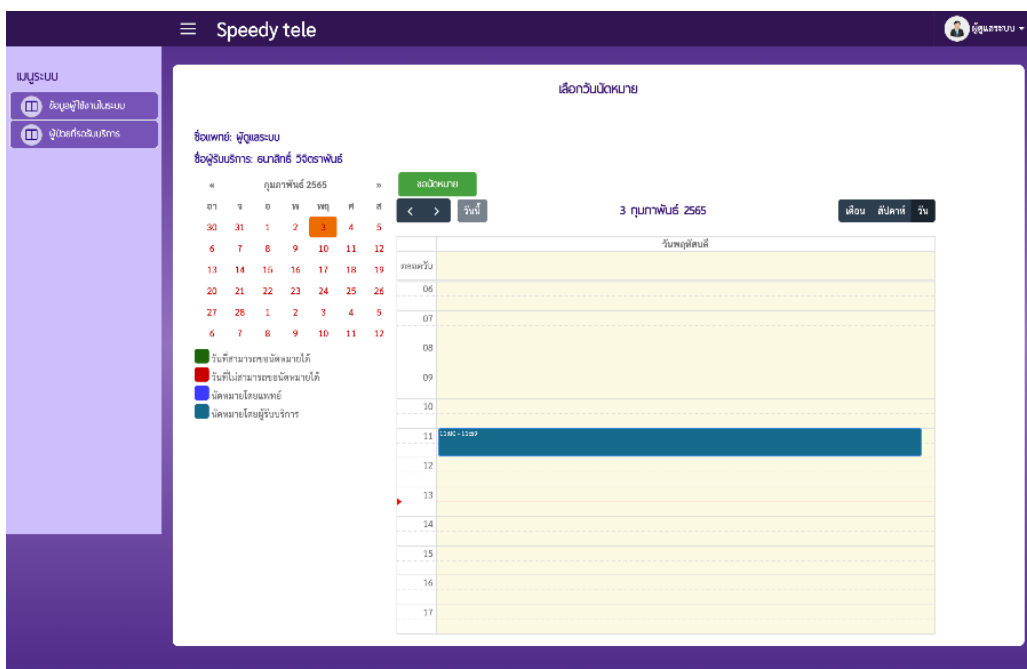 Speedy tele
ผู้ดูแลระบบ
เมนูระบบ
ข้อมูลผู้ใช้งานในระบบ
ผู้ป่วยที่รอรับบริการ
เลือกวันนัดหมาย
ชื่อแพทย์: ผู้ดูแลระบบ
ชื่อผู้รับบริการ: ธนาสิทธิ์ วิจิตราพันธ์
« กุมภาพันธ์ 2565 »
อา จ อ พ พฤ ศ ส
30 31 1 2 3 4 5
6 7 8 9 10 11 12
13 14 15 16 17 18 19
20 21 22 23 24 25 26
27 28 1 2 3 4 5
6 7 8 9 10 11 12
วันที่สามารถขอนัดหมายได้
วันที่ไม่สามารถขอนัดหมายได้
นัดหมายโดยแพทย์
นัดหมายโดยผู้รับบริการ
ขอนัดหมาย
< > วันนี้
3 กุมภาพันธ์ 2565
เดือน สัปดาห์ วัน
วันพฤหัสบดี
ตลอดวัน
06
07
08
09
10
11 11:00 - 11:59
12
13
14
15
16
17